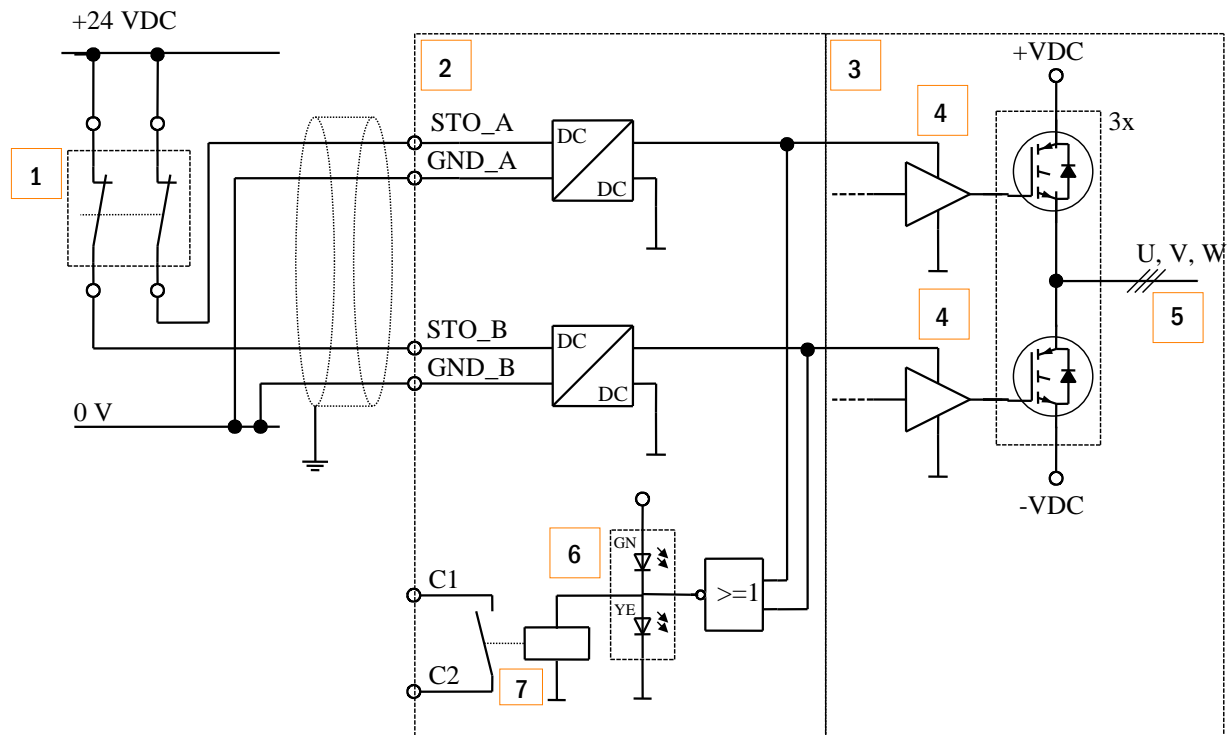 +24 VDC
2
3
+VDC
4
3x
STO_A
DC
DC
GND_A
1
U, V, W
5
4
STO_B
DC
DC
GND_B
0 V
-VDC
6
GN
YE
>=1
C1
C2
7